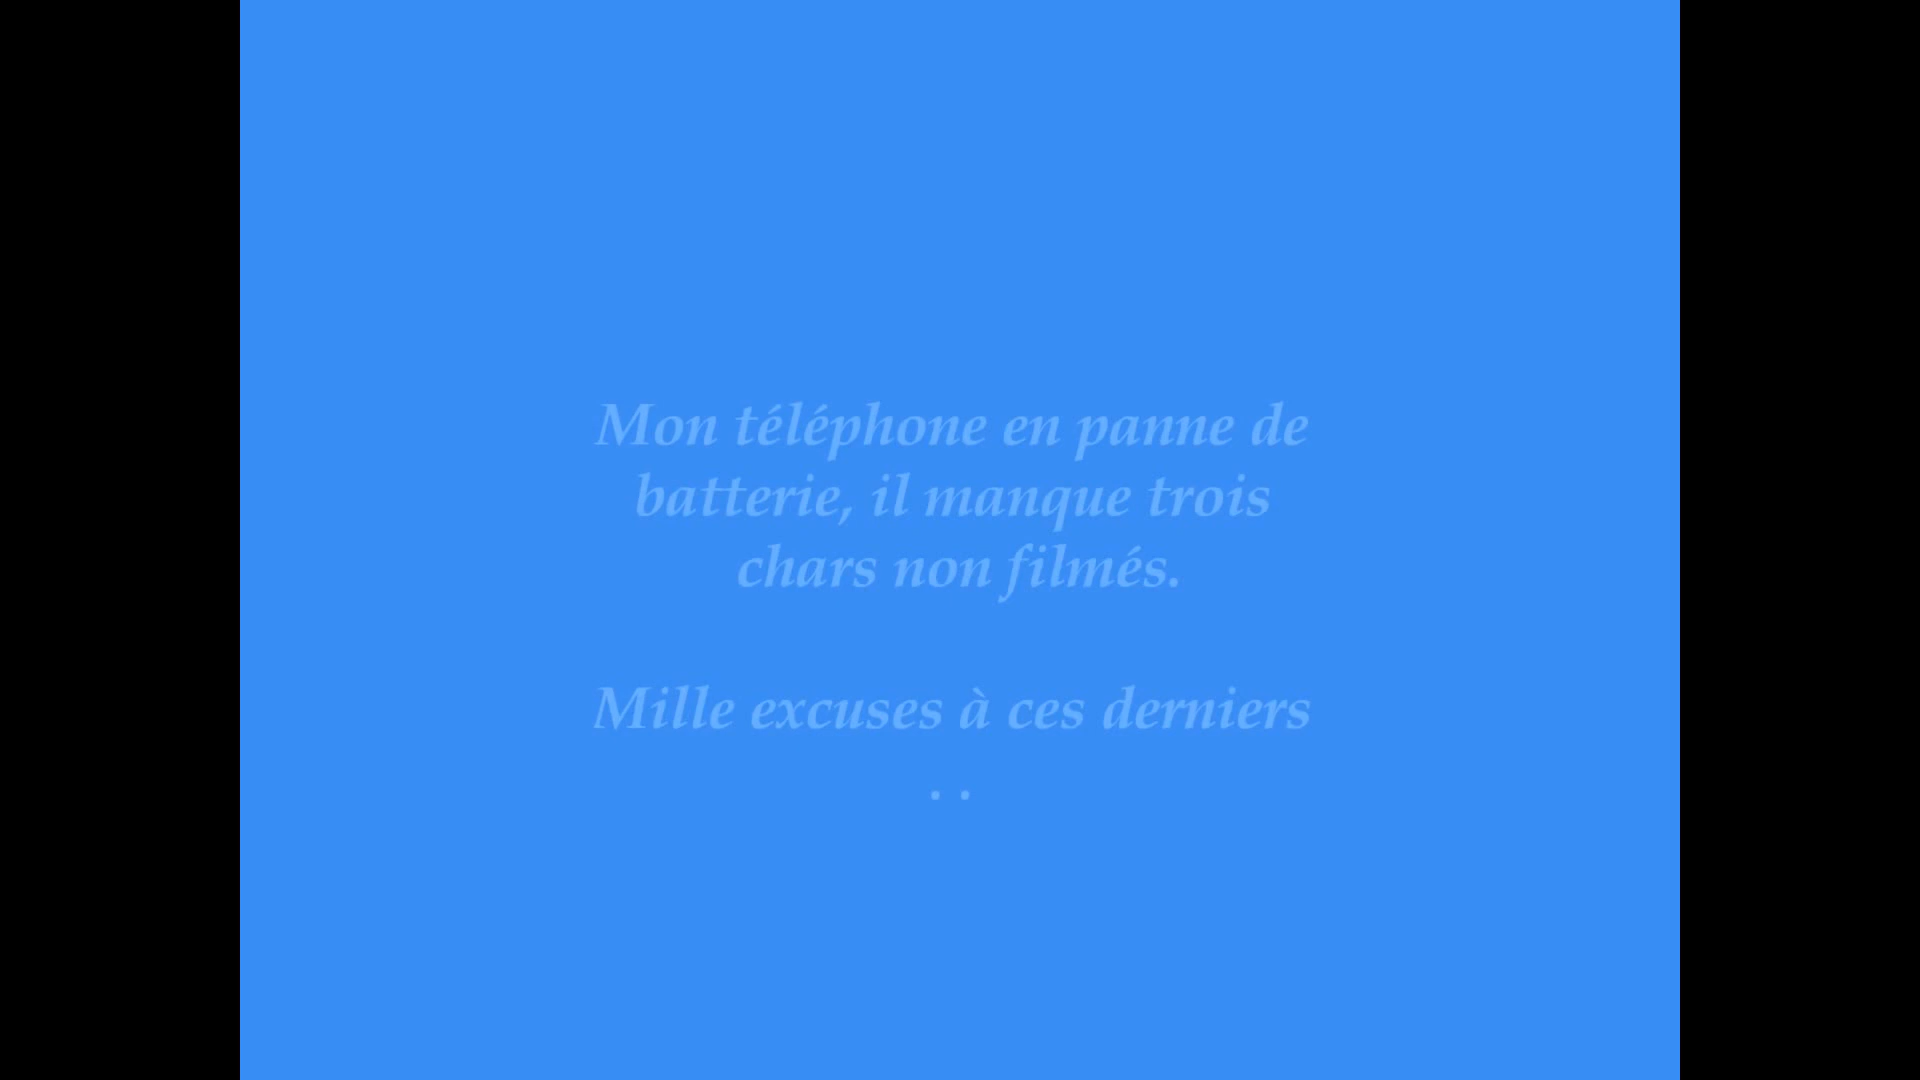 Mon téléphone en panne de
batterie, il manque trois
chars non filmés.
Mille excuses à ces derniers
. .